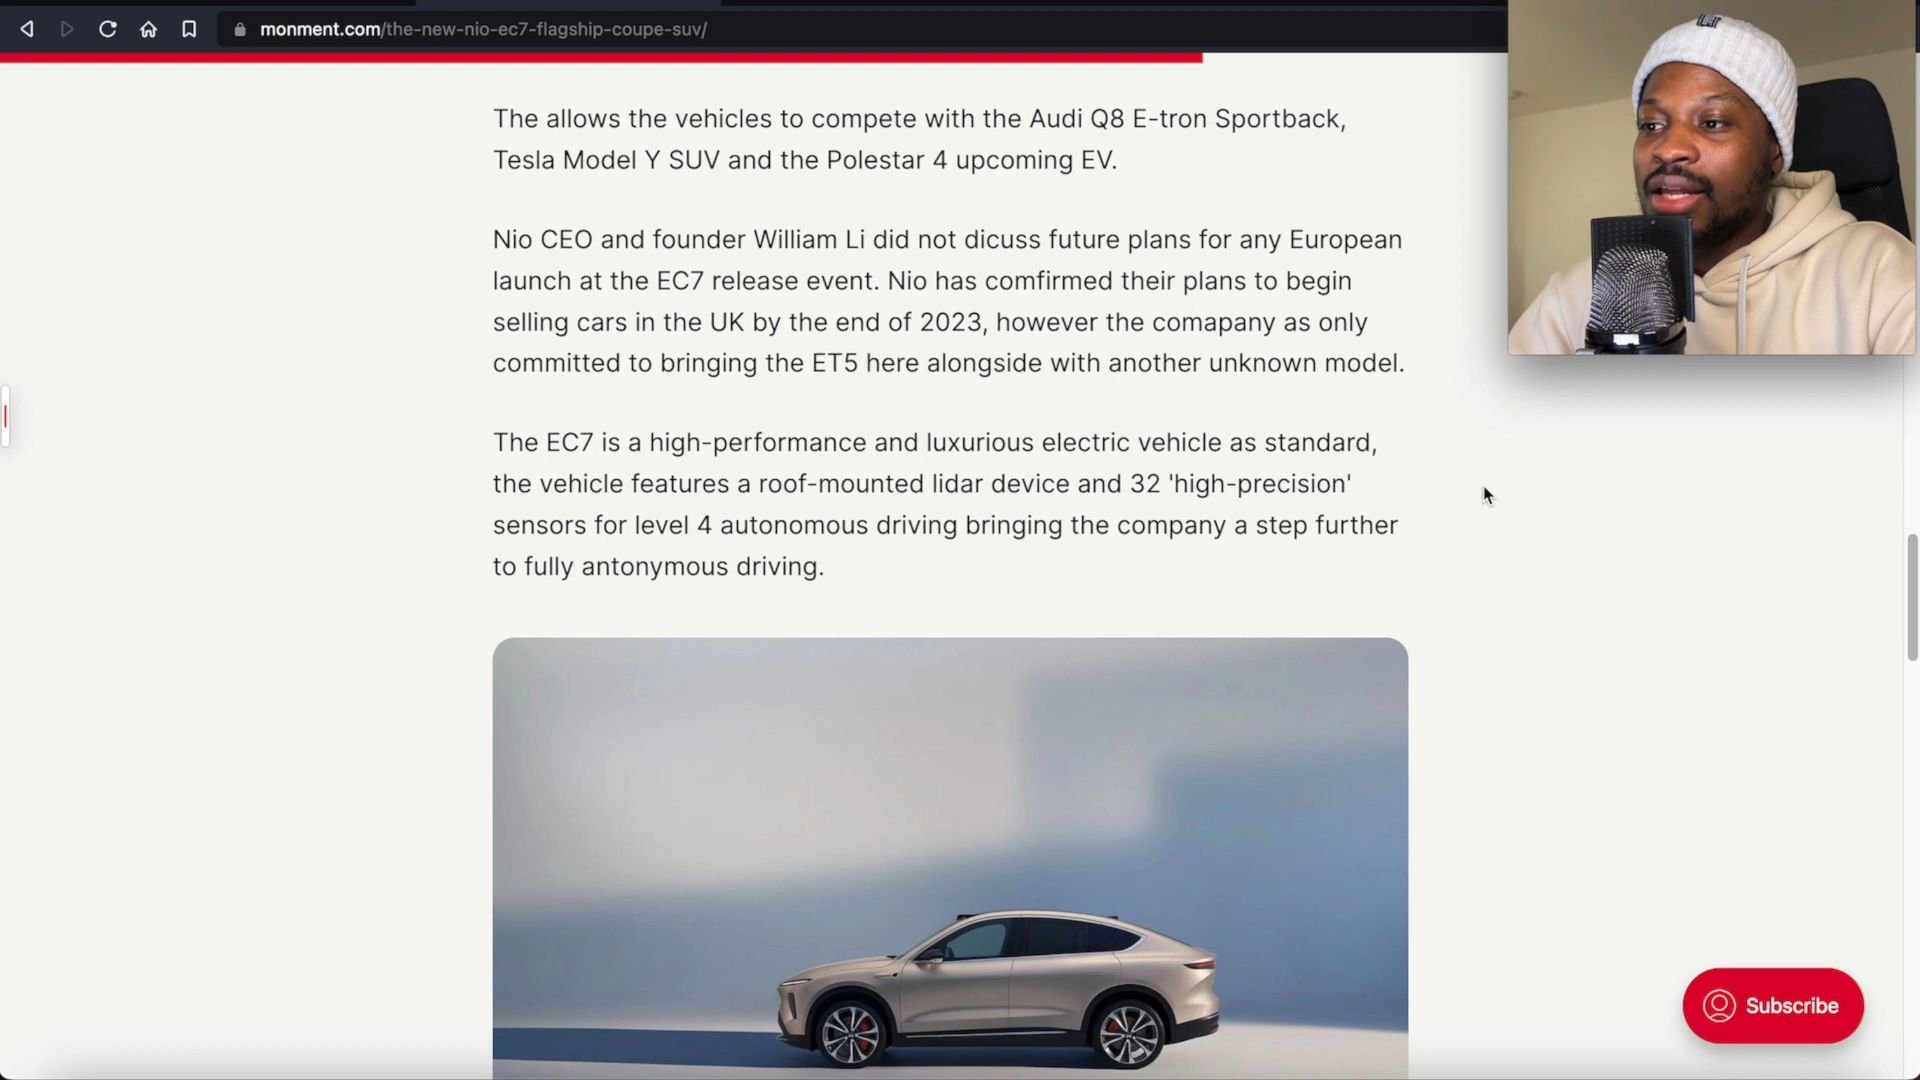 monment.com/the-new-nio-ec7-flagship-coupe-suv/
The allows the vehicles to compete with the Audi Q8 E-tron Sportback,
Tesla Model Y SUV and the Polestar 4 upcoming EV.
Nio CEO and founder William Li did not dicuss future plans for any European
launch at the EC7 release event. Nio has comfirmed their plans to begin
selling cars in the UK by the end of 2023, however the comapany as only
committed to bringing the ET5 here alongside with another unknown model.
The EC7 is a high-performance and luxurious electric vehicle as standard,
the vehicle features a roof-mounted lidar device and 32 'high-precision'
sensors for level 4 autonomous driving bringing the company a step further
to fully antonymous driving.
Subscribe